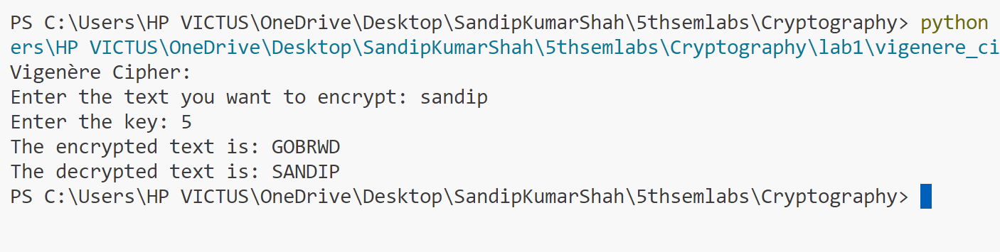 PS C:\Users\HP VICTUS\OneDrive\Desktop\SandipKumarShah\5thsemlabs\Cryptography> python
ers\HP VICTUS\OneDrive\Desktop\SandipKumarShah\5thsemlabs\Cryptography\lab1\vigenere_ci
Vigenère Cipher:
Enter the text you want to encrypt: sandip
Enter the key: 5
The encrypted text is: GOBRWD
The decrypted text is: SANDIP
PS C:\Users\HP VICTUS\OneDrive\Desktop\SandipKumarShah\5thsemlabs\Cryptography>